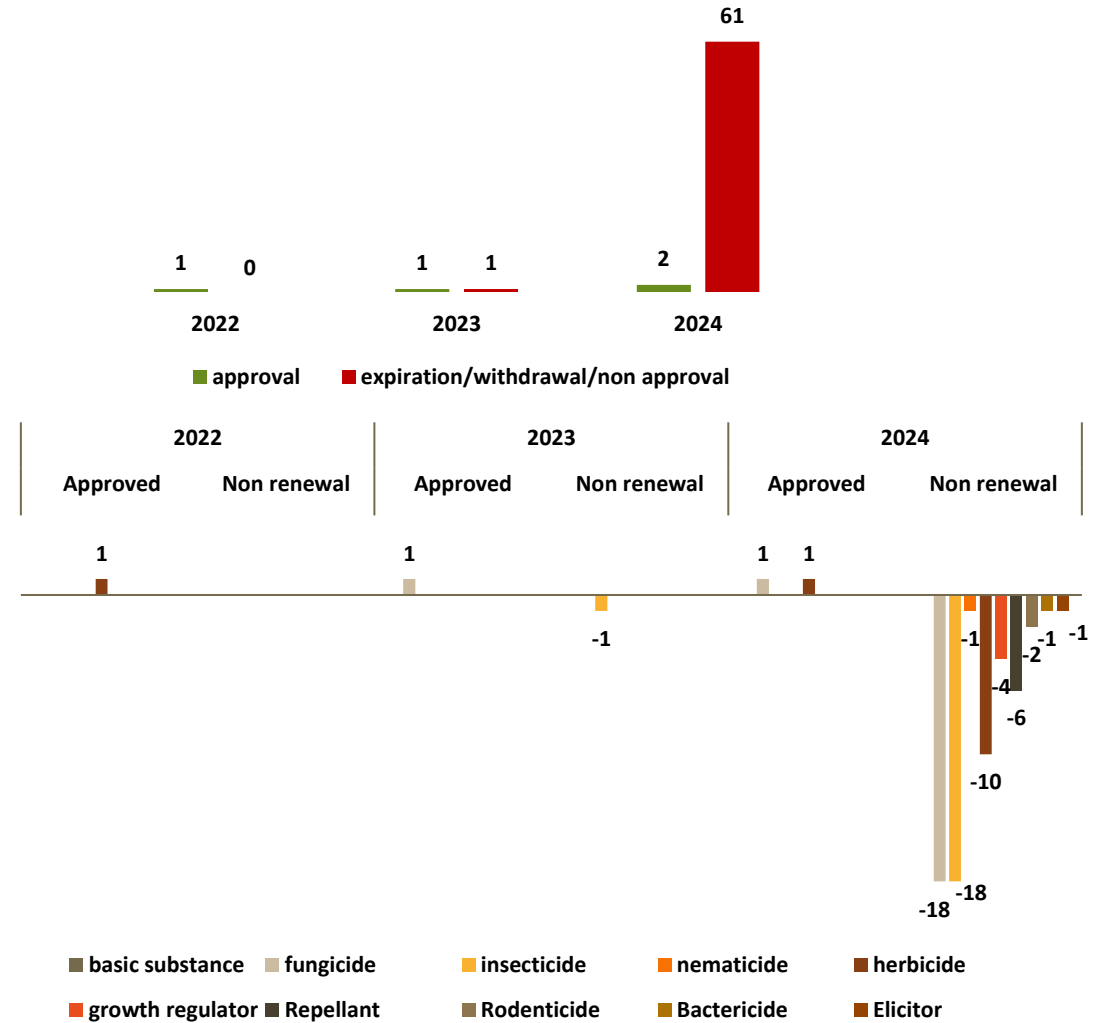 61
1 0 1 1 2
2022 2023 2024
approval expiration/withdrawal/non approval
2022 2023 2024
Approved Non renewal Approved Non renewal Approved Non renewal
1 1 1 1
-1 -1 -1 -1
-2
-4
-6
-10
-18
-18
basic substance fungicide insecticide nematicide herbicide
growth regulator Repellant Rodenticide Bactericide Elicitor